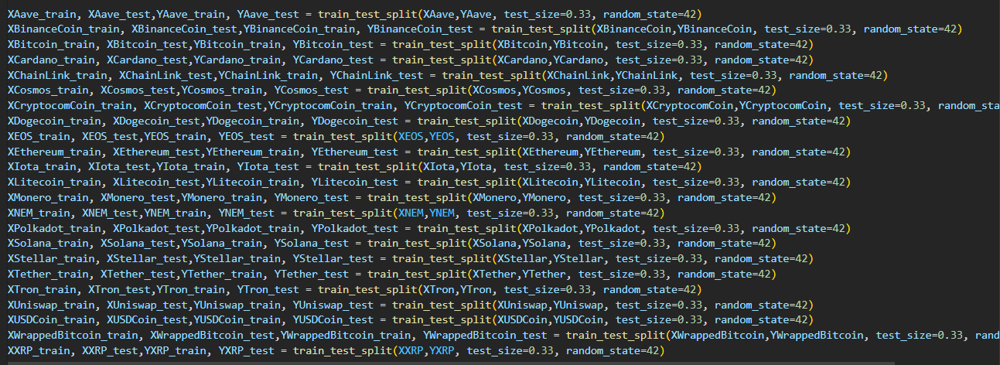 XAave_train, XAave_test,YAave_train, YAave_test = train_test_split(XAave,YAave, test_size=0.33, random_state=42)
XBinanceCoin_train, XBinanceCoin_test,YBinanceCoin_train, YBinanceCoin_test = train_test_split(XBinanceCoin,YBinanceCoin, test_size=0.33, random_state=42)
XBitcoin_train, XBitcoin_test,YBitcoin_train, YBitcoin_test = train_test_split(XBitcoin,YBitcoin, test_size=0.33, random_state=42)
XCardano_train, XCardano_test,YCardano_train, YCardano_test = train_test_split(XCardano,YCardano, test_size=0.33, random_state=42)
XChainLink_train, XChainLink_test,YChainLink_train, YChainLink_test = train_test_split(XChainLink,YChainLink, test_size=0.33, random_state=42)
XCosmos_train, XCosmos_test,YCosmos_train, YCosmos_test = train_test_split(XCosmos,YCosmos, test_size=0.33, random_state=42)
XCryptocomCoin_train, XCryptocomCoin_test,YCryptocomCoin_train, YCryptocomCoin_test = train_test_split(XCryptocomCoin,YCryptocomCoin, test_size=0.33, random_sta
XDogecoin_train, XDogecoin_test,YDogecoin_train, YDogecoin_test = train_test_split(XDogecoin,YDogecoin, test_size=0.33, random_state=42)
XEOS_train, XEOS_test,YEOS_train, YEOS_test = train_test_split(XEOS,YEOS, test_size=0.33, random_state=42)
XEthereum_train, XEthereum_test,YEthereum_train, YEthereum_test = train_test_split(XEthereum,YEthereum, test_size=0.33, random_state=42)
XIota_train, XIota_test,YIota_train, YIota_test = train_test_split(XIota,YIota, test_size=0.33, random_state=42)
XLitecoin_train, XLitecoin_test,YLitecoin_train, YLitecoin_test = train_test_split(XLitecoin,YLitecoin, test_size=0.33, random_state=42)
XMonero_train, XMonero_test,YMonero_train, YMonero_test = train_test_split(XMonero,YMonero, test_size=0.33, random_state=42)
XNEM_train, XNEM_test,YNEM_train, YNEM_test = train_test_split(XNEM,YNEM, test_size=0.33, random_state=42)
XPolkadot_train, XPolkadot_test,YPolkadot_train, YPolkadot_test = train_test_split(XPolkadot,YPolkadot, test_size=0.33, random_state=42)
XSolana_train, XSolana_test,YSolana_train, YSolana_test = train_test_split(XSolana,YSolana, test_size=0.33, random_state=42)
XStellar_train, XStellar_test,YStellar_train, YStellar_test = train_test_split(XStellar,YStellar, test_size=0.33, random_state=42)
XTether_train, XTether_test,YTether_train, YTether_test = train_test_split(XTether,YTether, test_size=0.33, random_state=42)
XTron_train, XTron_test,YTron_train, YTron_test = train_test_split(XTron,YTron, test_size=0.33, random_state=42)
XUniswap_train, XUniswap_test,YUniswap_train, YUniswap_test = train_test_split(XUniswap,YUniswap, test_size=0.33, random_state=42)
XUSDCoin_train, XUSDCoin_test,YUSDCoin_train, YUSDCoin_test = train_test_split(XUSDCoin,YUSDCoin, test_size=0.33, random_state=42)
XWrappedBitcoin_train, XWrappedBitcoin_test,YWrappedBitcoin_train, YWrappedBitcoin_test = train_test_split(XWrappedBitcoin,YWrappedBitcoin, test_size=0.33, rand
XXRP_train, XXRP_test,YXRP_train, YXRP_test = train_test_split(XXRP,YXRP, test_size=0.33, random_state=42)